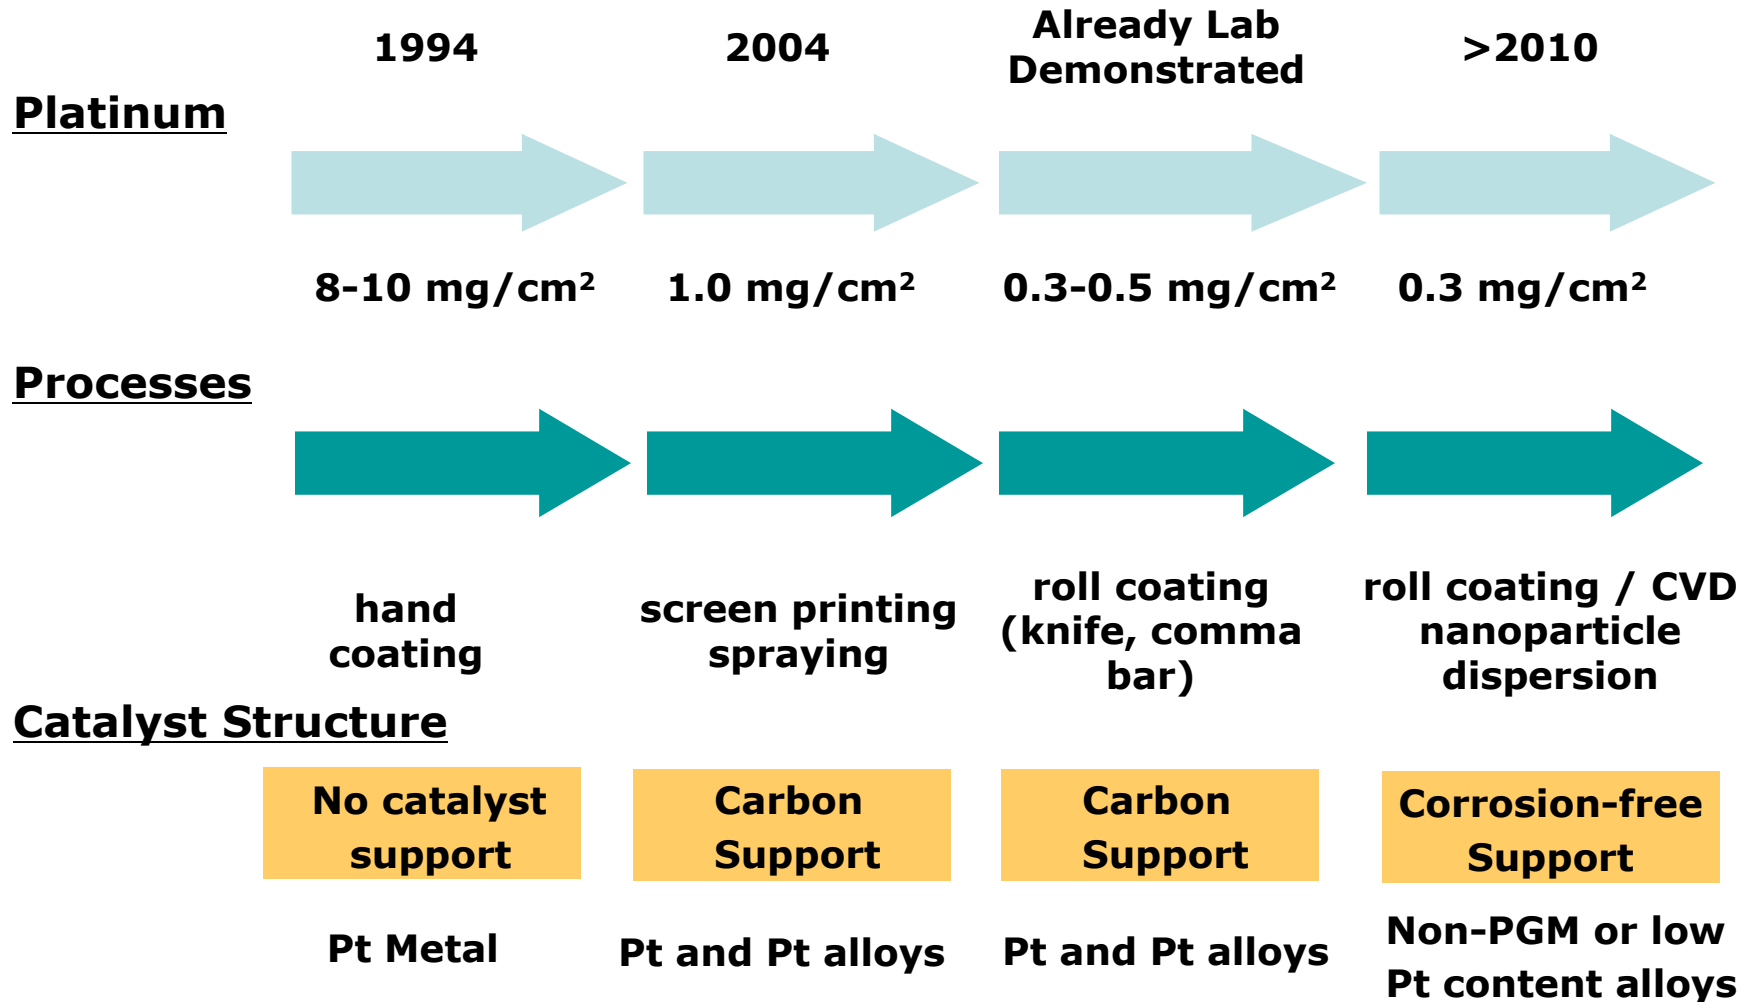 1994
2004
Already Lab
Demonstrated
>2010
Platinum
8-10 mg/cm²
1.0 mg/cm²
0.3-0.5 mg/cm²
0.3 mg/cm²
Processes
hand
coating
screen printing
spraying
roll coating
(knife, comma
bar)
roll coating / CVD
nanoparticle
dispersion
Catalyst Structure
No catalyst
support
Carbon
Support
Carbon
Support
Corrosion-free
Support
Pt Metal
Pt and Pt alloys
Pt and Pt alloys
Non-PGM or low
Pt content alloys